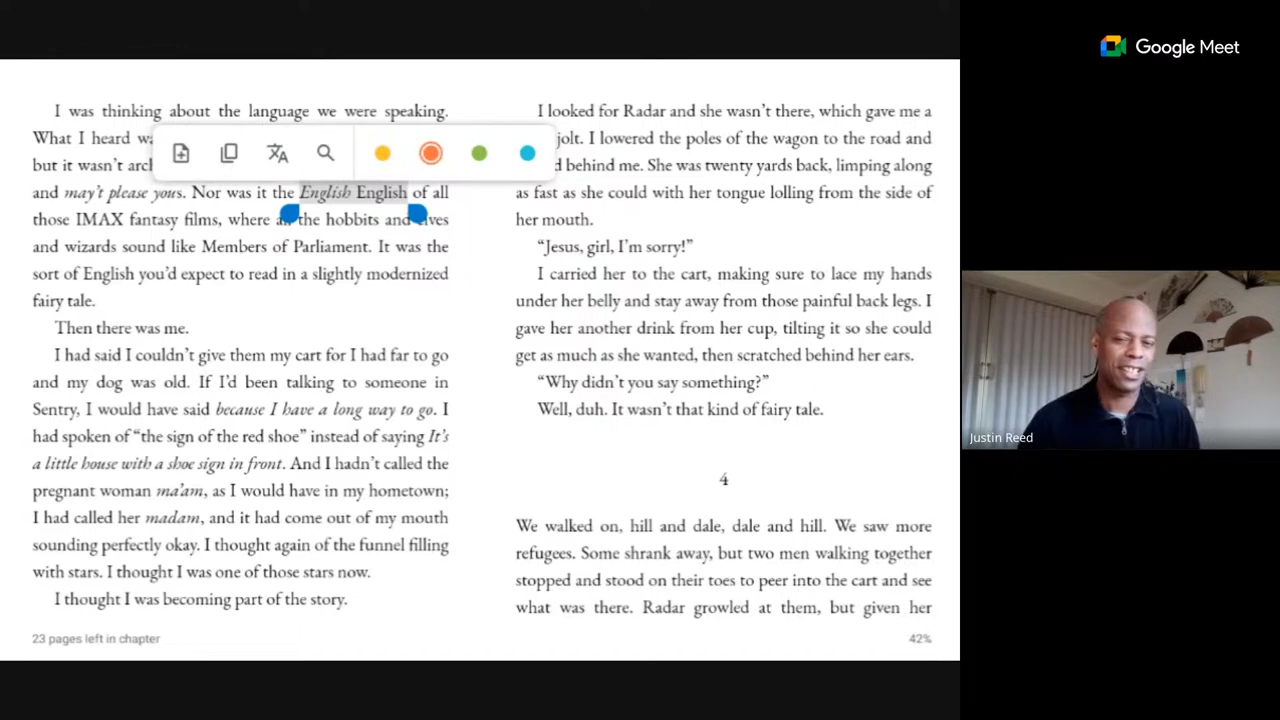 I was thinking about the language we were speaking.
What I heard wa
but it wasn't arch
and may't please yous. Nor was it the English English of all
those IMAX fantasy films, where all the hobbits and elves
and wizards sound like Members of Parliament. It was the
sort of English you'd expect to read in a slightly modernized
fairy tale.
Then there was me.
I had said I couldn't give them my cart for I had far to go
and my dog was old. If I'd been talking to someone in
Sentry, I would have said because I have a long way to go. I
had spoken of “the sign of the red shoe” instead of saying It's
a little house with a shoe sign in front. And I hadn't called the
pregnant woman ma'am, as I would have in my hometown;
I had called her madam, and it had come out of my mouth
sounding perfectly okay. I thought again of the funnel filling
with stars. I thought I was one of those stars now.
I thought I was becoming part of the story.
23 pages left in chapter
I looked for Radar and she wasn't there, which gave me a
jolt. I lowered the poles of the wagon to the road and
d behind me. She was twenty yards back, limping along
as fast as she could with her tongue lolling from the side of
her mouth.
“Jesus, girl, I'm sorry!”
I carried her to the cart, making sure to lace my hands
under her belly and stay away from those painful back legs. I
gave her another drink from her cup, tilting it so she could
get as much as she wanted, then scratched behind her ears.
“Why didn't you say something?”
Well, duh. It wasn't that kind of fairy tale.
4
We walked on, hill and dale, dale and hill. We saw more
refugees. Some shrank away, but two men walking together
stopped and stood on their toes to peer into the cart and see
what was there. Radar growled at them, but given her
42%
Google Meet
Justin Reed